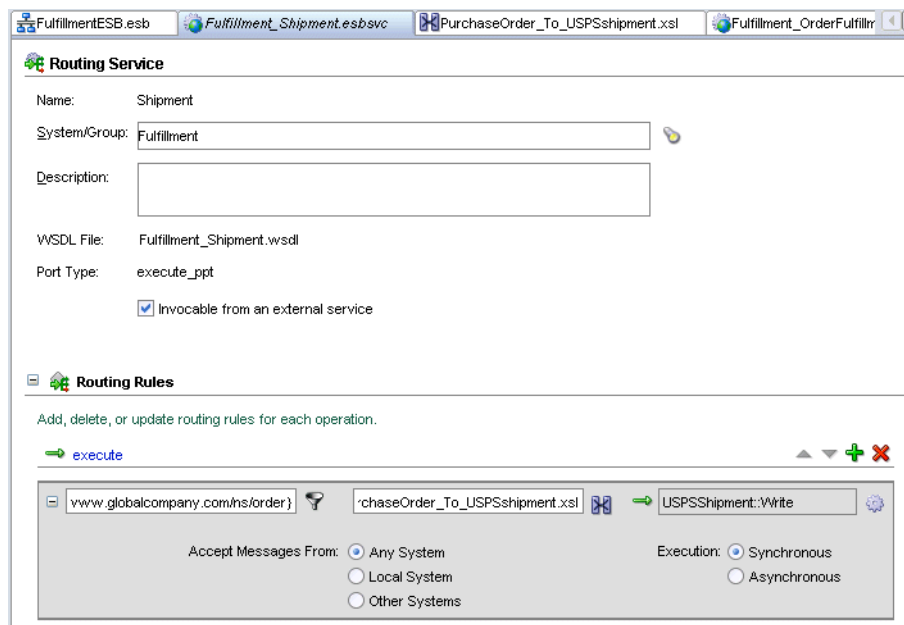 FulfillmentESB.esb Fulfillment_Shipment.esbsvc PurchaseOrder_To_USPSshipment.xsl Fulfillment_OrderFulfillm
Routing Service
Name: Shipment
System/Group: Fulfillment
Description:
WSDL File: Fulfillment_Shipment.wsdl
Port Type: execute_ppt
Invocable from an external service
Routing Rules
Add, delete, or update routing rules for each operation.
execute
www.globalcompany.com/ns/order} rchaseOrder_To_USPSshipment.xsl USPSShipment::Write
Accept Messages From: Any System Execution: Synchronous
Local System Asynchronous
Other Systems